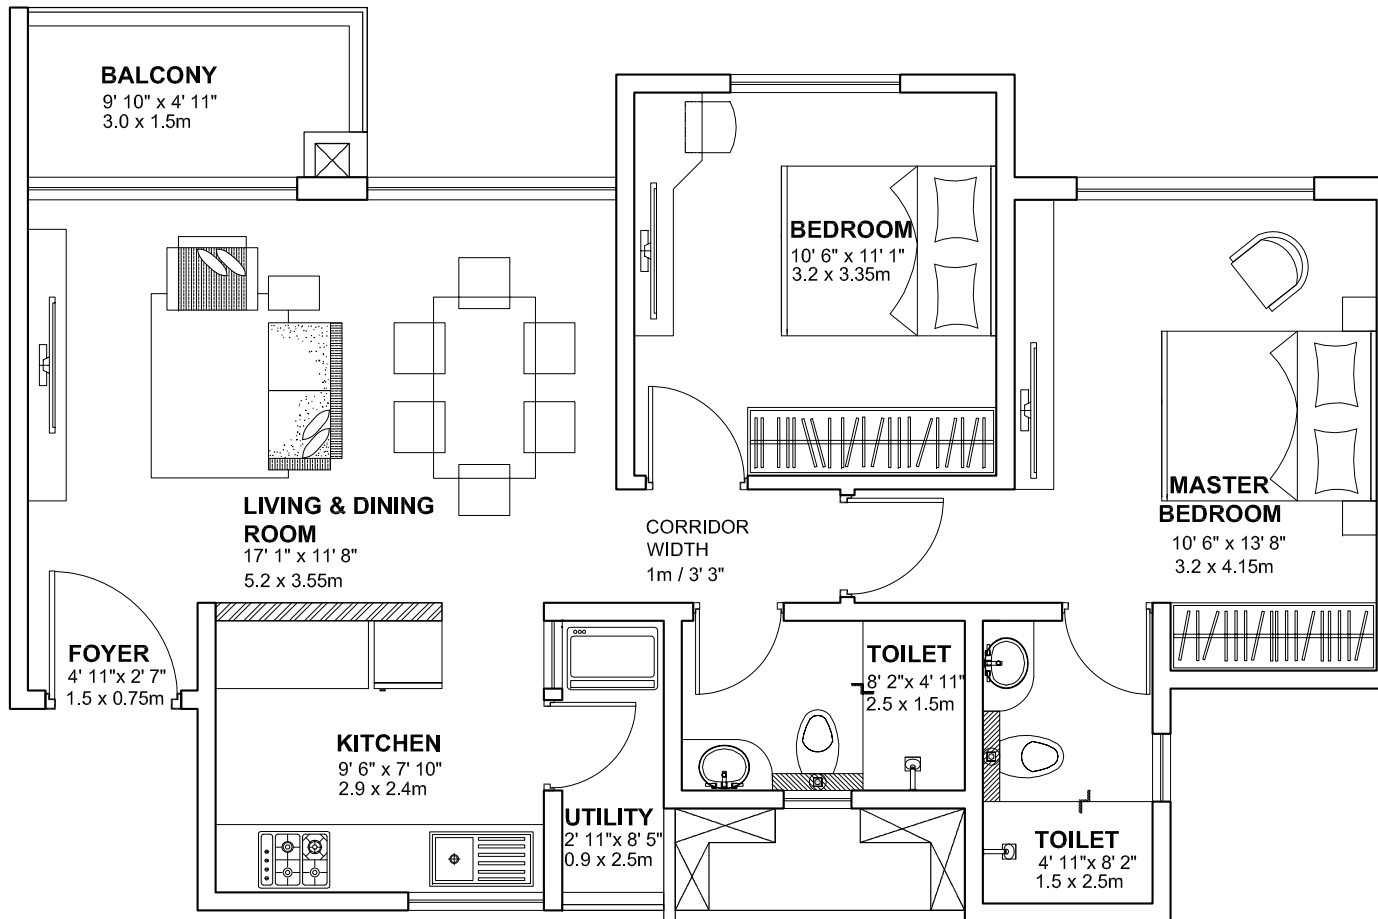 BALCONY
9' 10" x 4' 11"
3.0 x 1.5m
BEDROOM
10' 6" x 11' 1"
3.2 x 3.35m
LIVING & DINING
ROOM
17' 1" x 11' 8"
5.2 x 3.55m
CORRIDOR
WIDTH
1m / 3' 3"
MASTER
BEDROOM
10' 6" x 13' 8"
3.2 x 4.15m
FOYER
4' 11"x 2' 7"
1.5 x 0.75m
KITCHEN
9' 6" x 7' 10"
2.9 x 2.4m
UTILITY
2' 11"x 8' 5"
0.9 x 2.5m
TOILET
8' 2"x 4' 11"
2.5 x 1.5m
TOILET
4' 11"x 8' 2"
1.5 x 2.5m